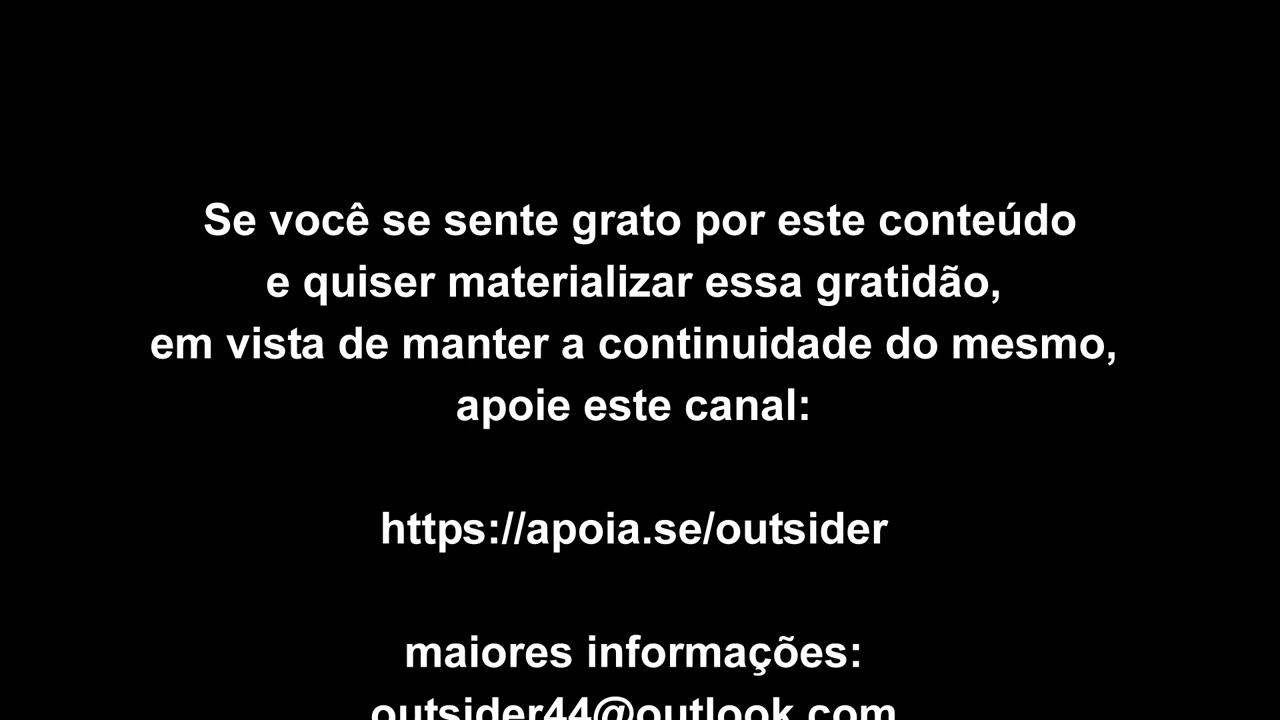 Se você se sente grato por este conteúdo
e quiser materializar essa gratidão,
em vista de manter a continuidade do mesmo,
apoie este canal:
https://apoia.se/outsider
maiores informações:
outsider44@outlook.com